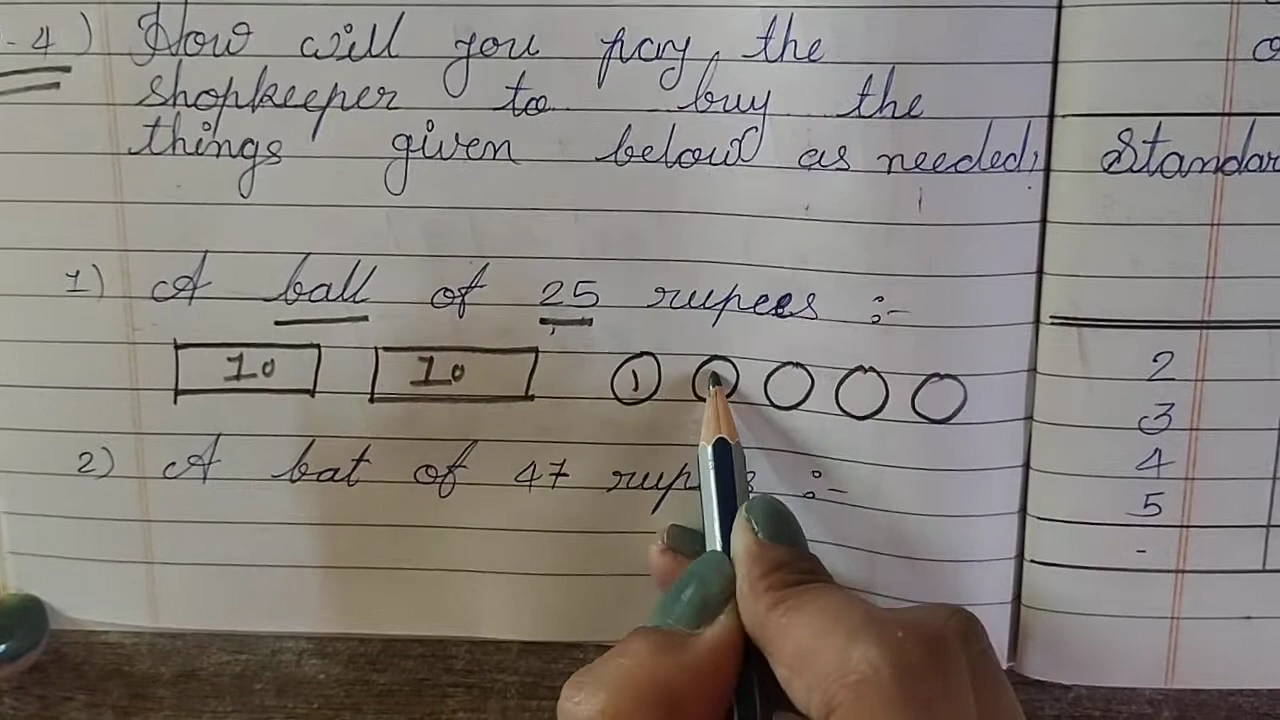 -4) How will you pay, the
shopkeeper to buy the
things given below as needed;
1) A ball of 25 rupees :-
10 10 1
2) A bat of 47 :-
Standar
2
3
4
5
-